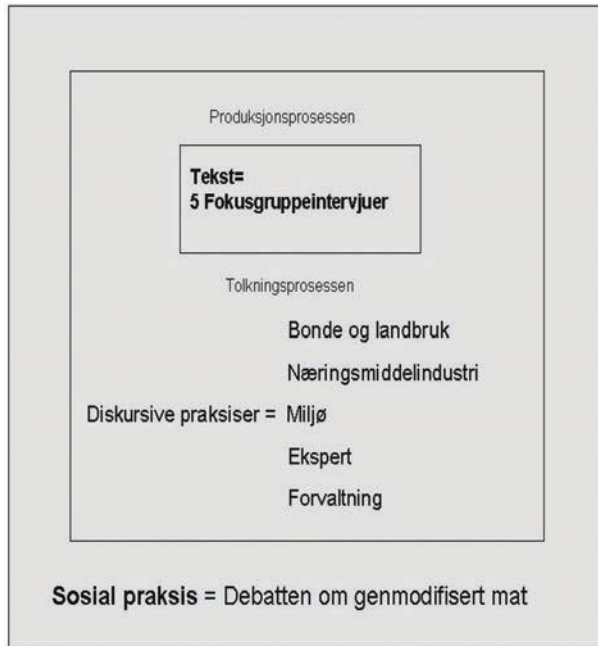 Produksjonsprosessen
Tekst=
5 Fokusgruppeintervjuer
Tolkningsprosessen
Bonde og landbruk
Næringsmiddelindustri
Diskursive praksiser = Miljø
Ekspert
Forvaltning
Sosial praksis = Debatten om genmodifisert mat